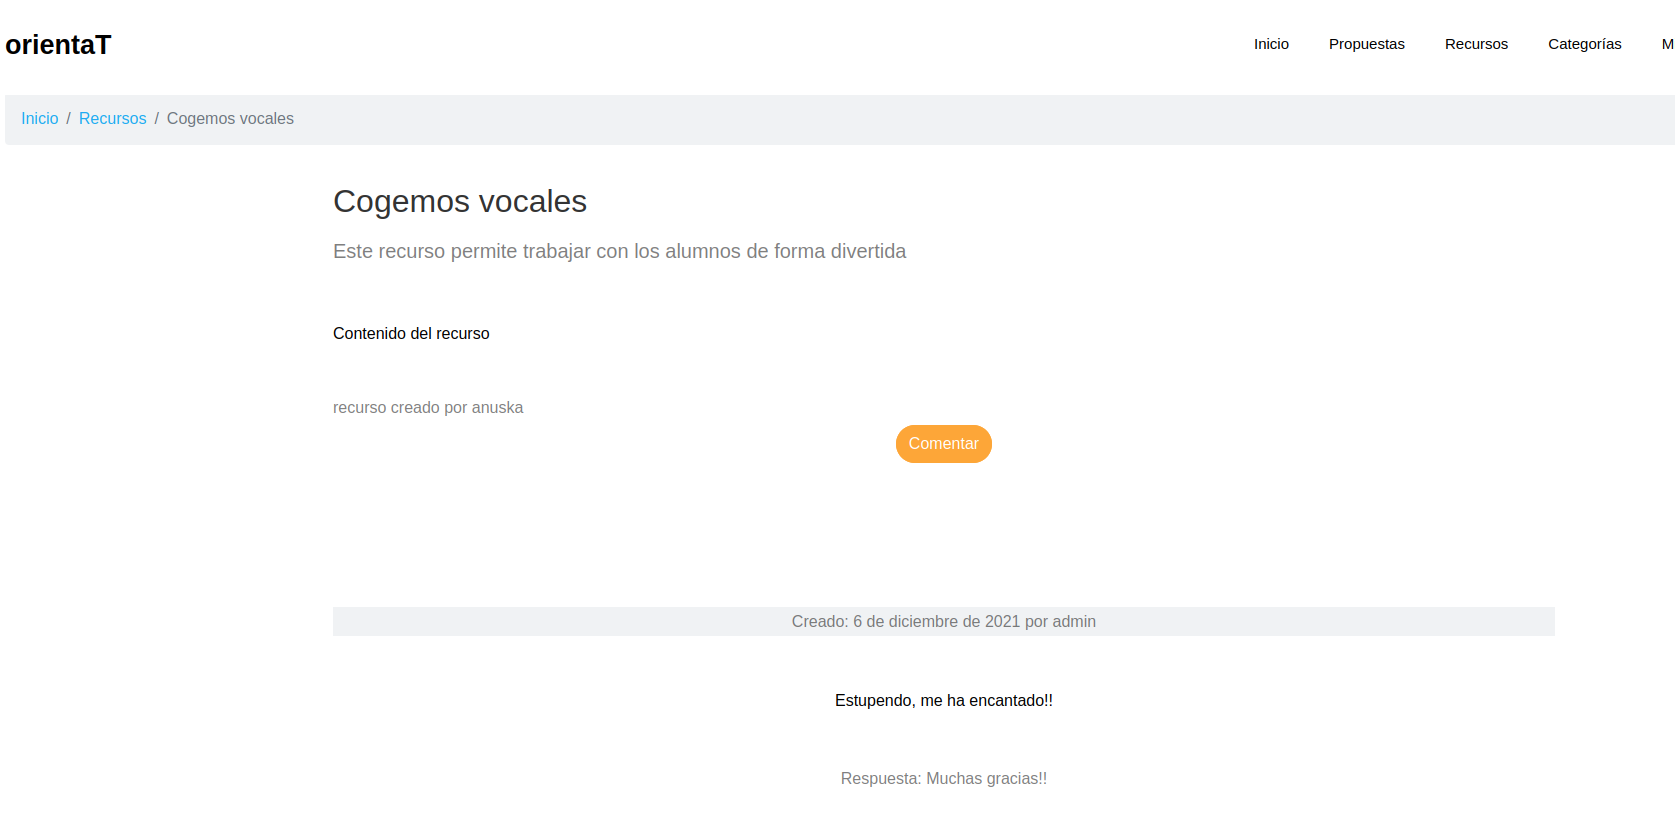 orientaT
Inicio Propuestas Recursos Categorías M
Inicio / Recursos / Cogemos vocales
Cogemos vocales
Este recurso permite trabajar con los alumnos de forma divertida
Contenido del recurso
recurso creado por anuska
Comentar
Creado: 6 de diciembre de 2021 por admin
Estupendo, me ha encantado!!
Respuesta: Muchas gracias!!